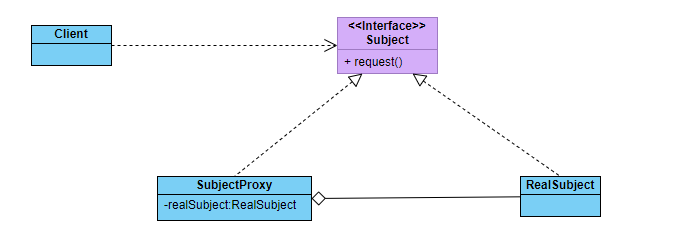 Client
<<Interface>>
Subject
+ request()
SubjectProxy
-realSubject:RealSubject
RealSubject